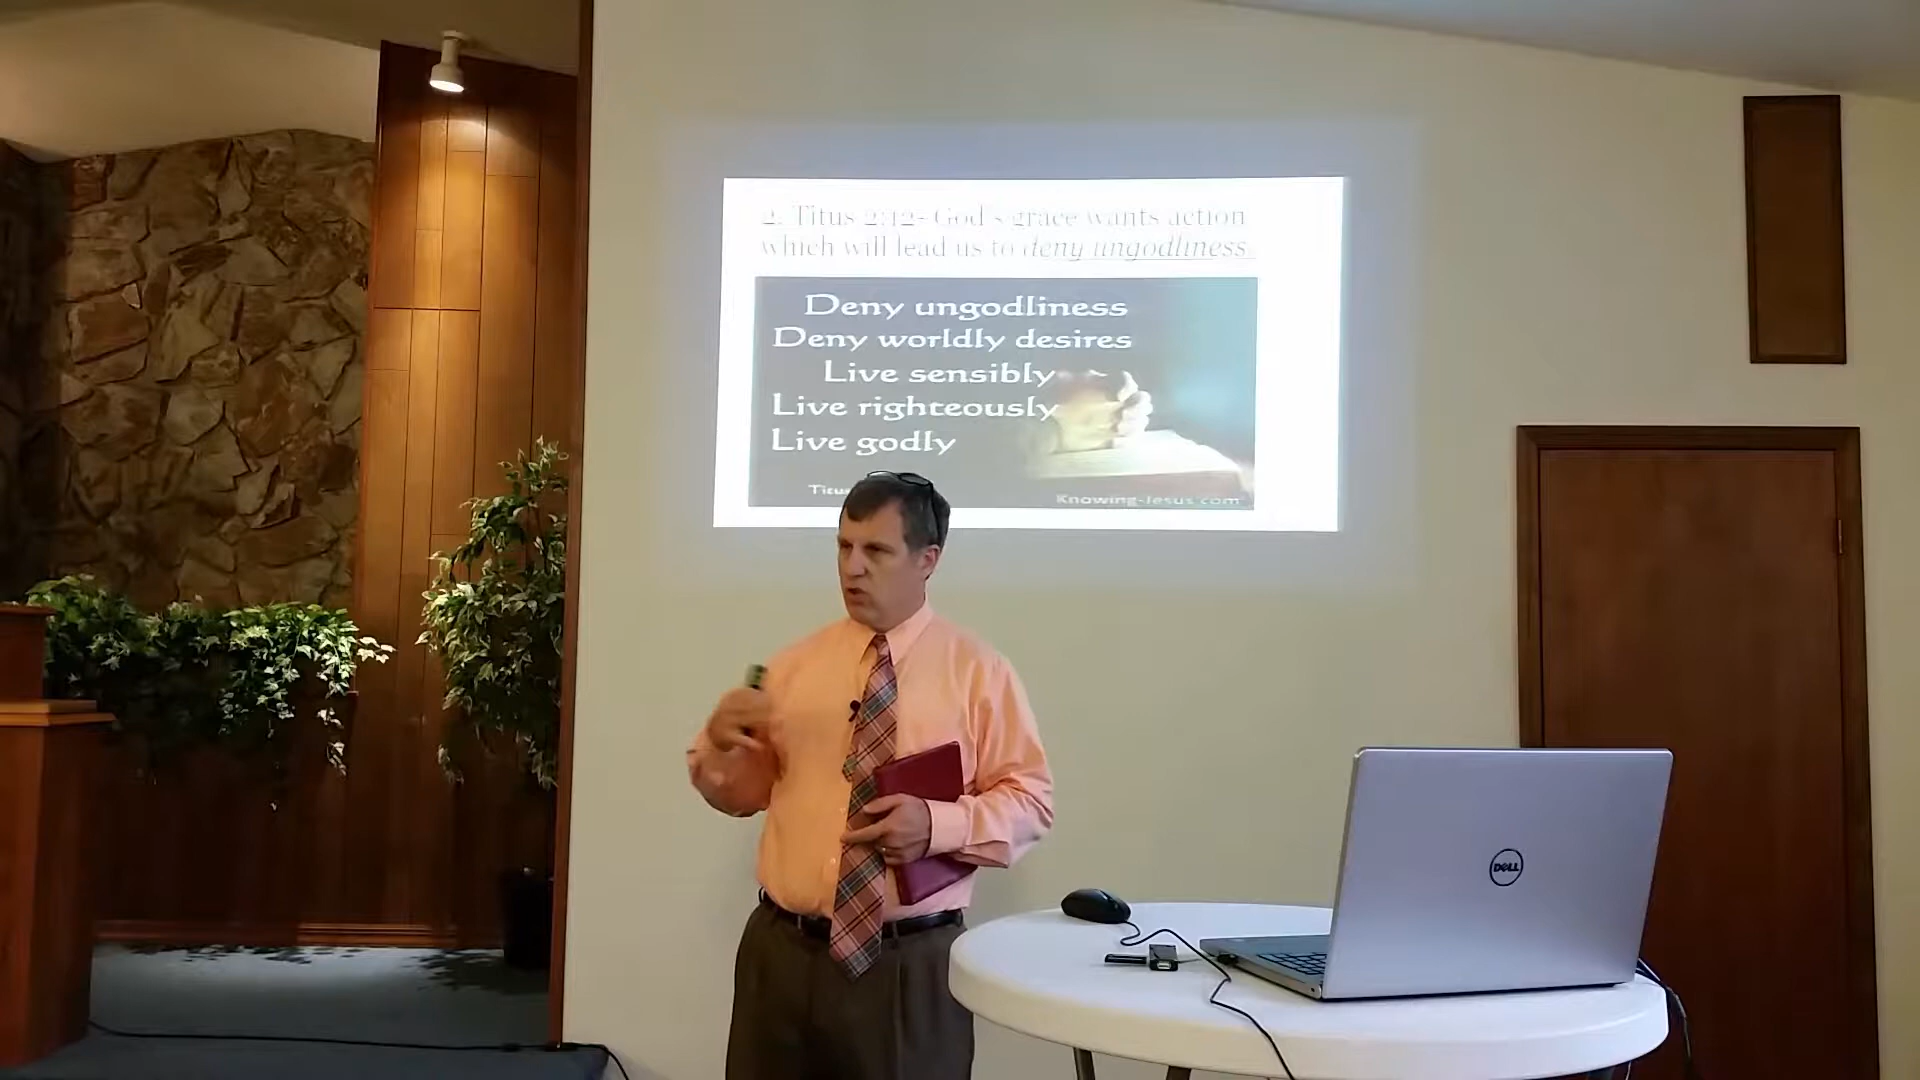 2. Titus 2:12- God's grace wants action
which will lead us to deny ungodliness.
Deny ungodliness
Deny worldly desires
Live sensibly
Live righteously
Live godly
Knowing-Jesus.com
DELL